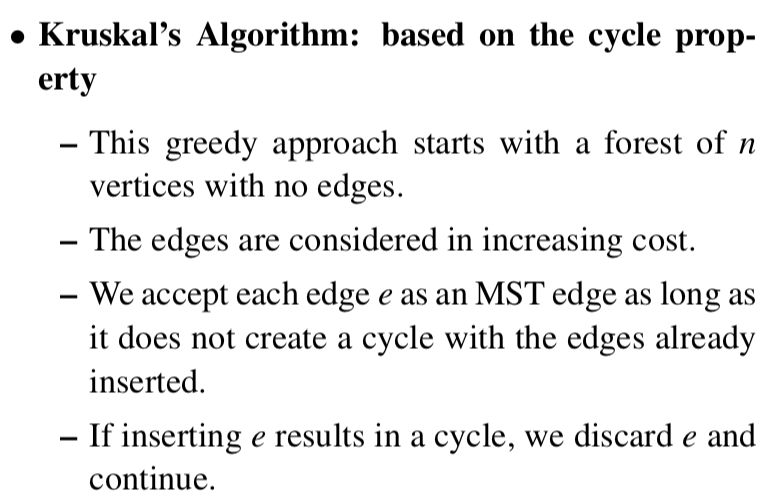 • Kruskal's Algorithm: based on the cycle prop-
erty
– This greedy approach starts with a forest of n
vertices with no edges.
– The edges are considered in increasing cost.
– We accept each edge e as an MST edge as long as
it does not create a cycle with the edges already
inserted.
– If inserting e results in a cycle, we discard e and
continue.